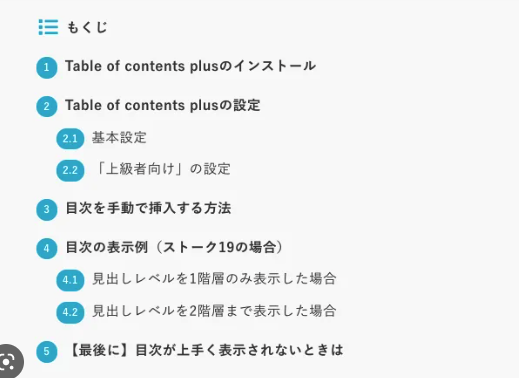 もくじ
1 Table of contents plusのインストール
2 Table of contents plusの設定
2.1 基本設定
2.2 「上級者向け」の設定
3 目次を手動で挿入する方法
4 目次の表示例（ストーク19の場合）
4.1 見出しレベルを1階層のみ表示した場合
4.2 見出しレベルを2階層まで表示した場合
5 【最後に】目次が上手く表示されないときは